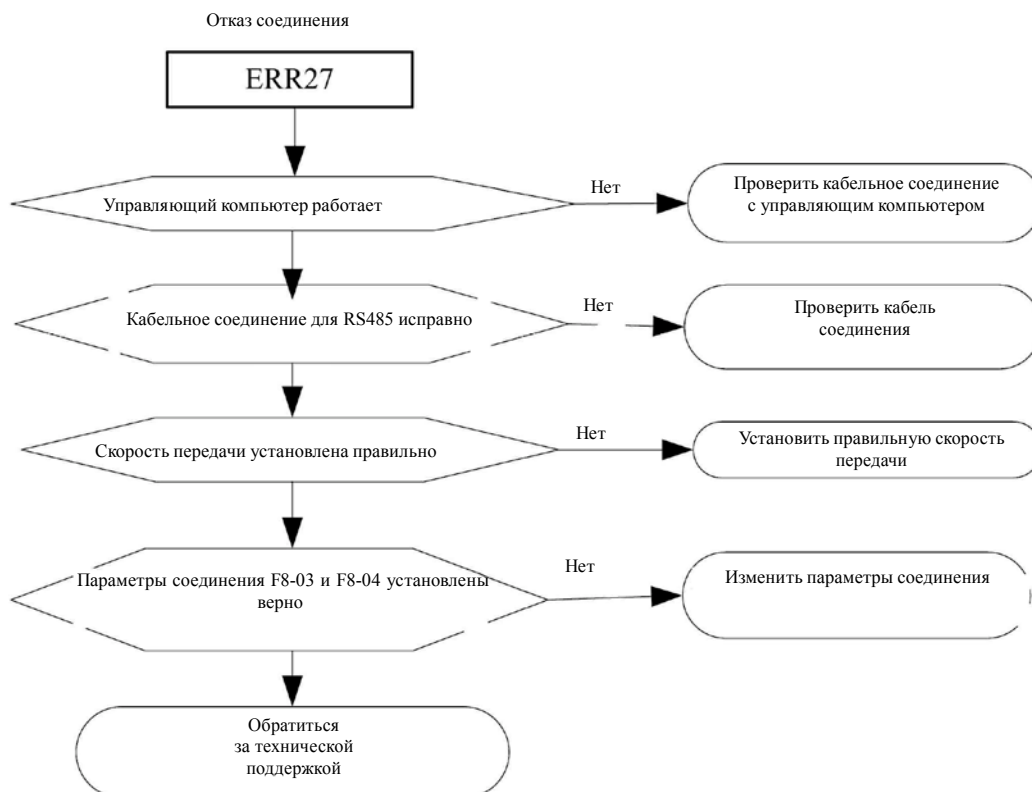 Отказ соединения
ERR27
Управляющий компьютер работает
Нет
Проверить кабельное соединение
с управляющим компьютером
Кабельное соединение для RS485 исправно
Нет
Проверить кабель
соединения
Скорость передачи установлена правильно
Нет
Установить правильную скорость
передачи
Параметры соединения F8-03 и F8-04 установлены
верно
Нет
Изменить параметры соединения
Обратиться
за технической
поддержкой